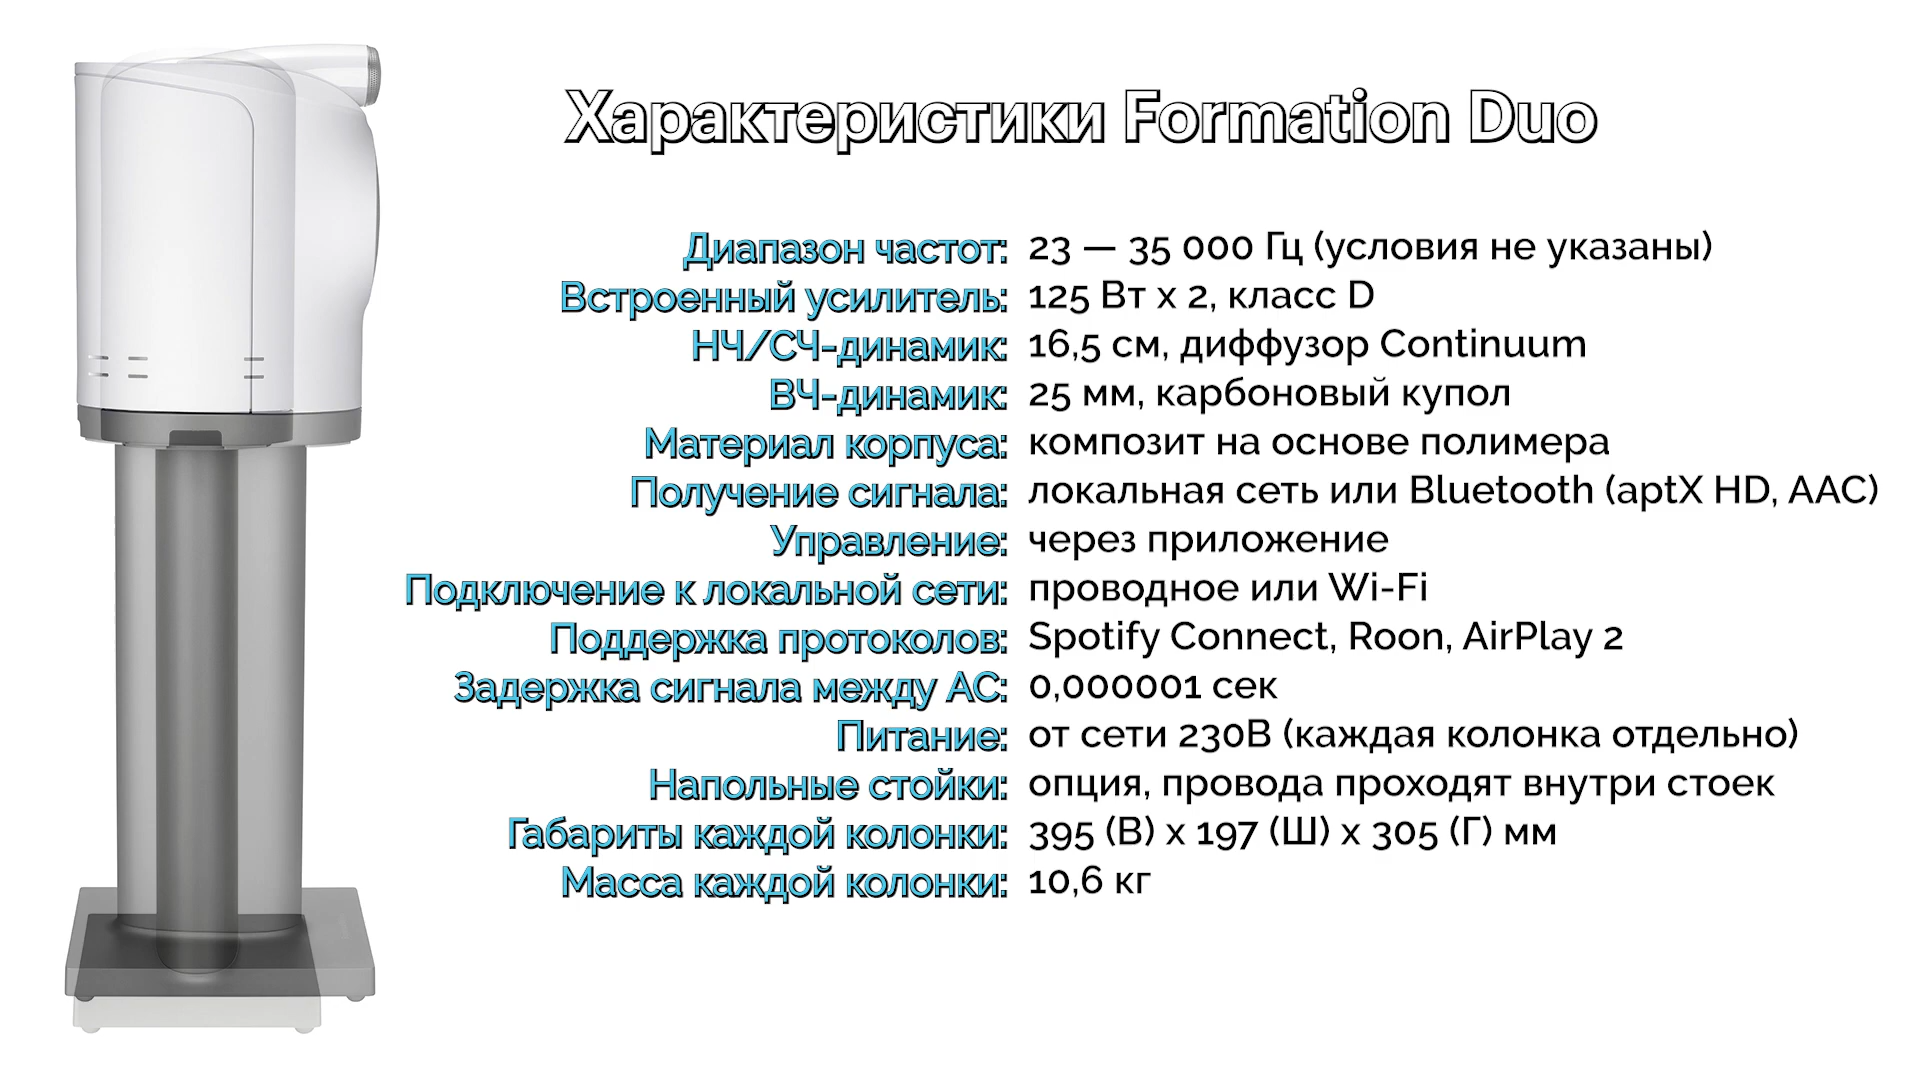 Характеристики Formation Duo
Диапазон частот: 23 — 35 000 Гц (условия не указаны)
Встроенный усилитель: 125 Вт x 2, класс D
НЧ/СЧ-динамик: 16,5 см, диффузор Continuum
ВЧ-динамик: 25 мм, карбоновый купол
Материал корпуса: композит на основе полимера
Получение сигнала: локальная сеть или Bluetooth (aptX HD, AAC)
Управление: через приложение
Подключение к локальной сети: проводное или Wi-Fi
Поддержка протоколов: Spotify Connect, Roon, AirPlay 2
Задержка сигнала между АС: 0,000001 сек
Питание: от сети 230В (каждая колонка отдельно)
Напольные стойки: опция, провода проходят внутри стоек
Габариты каждой колонки: 395 (В) х 197 (Ш) х 305 (Г) мм
Масса каждой колонки: 10,6 кг